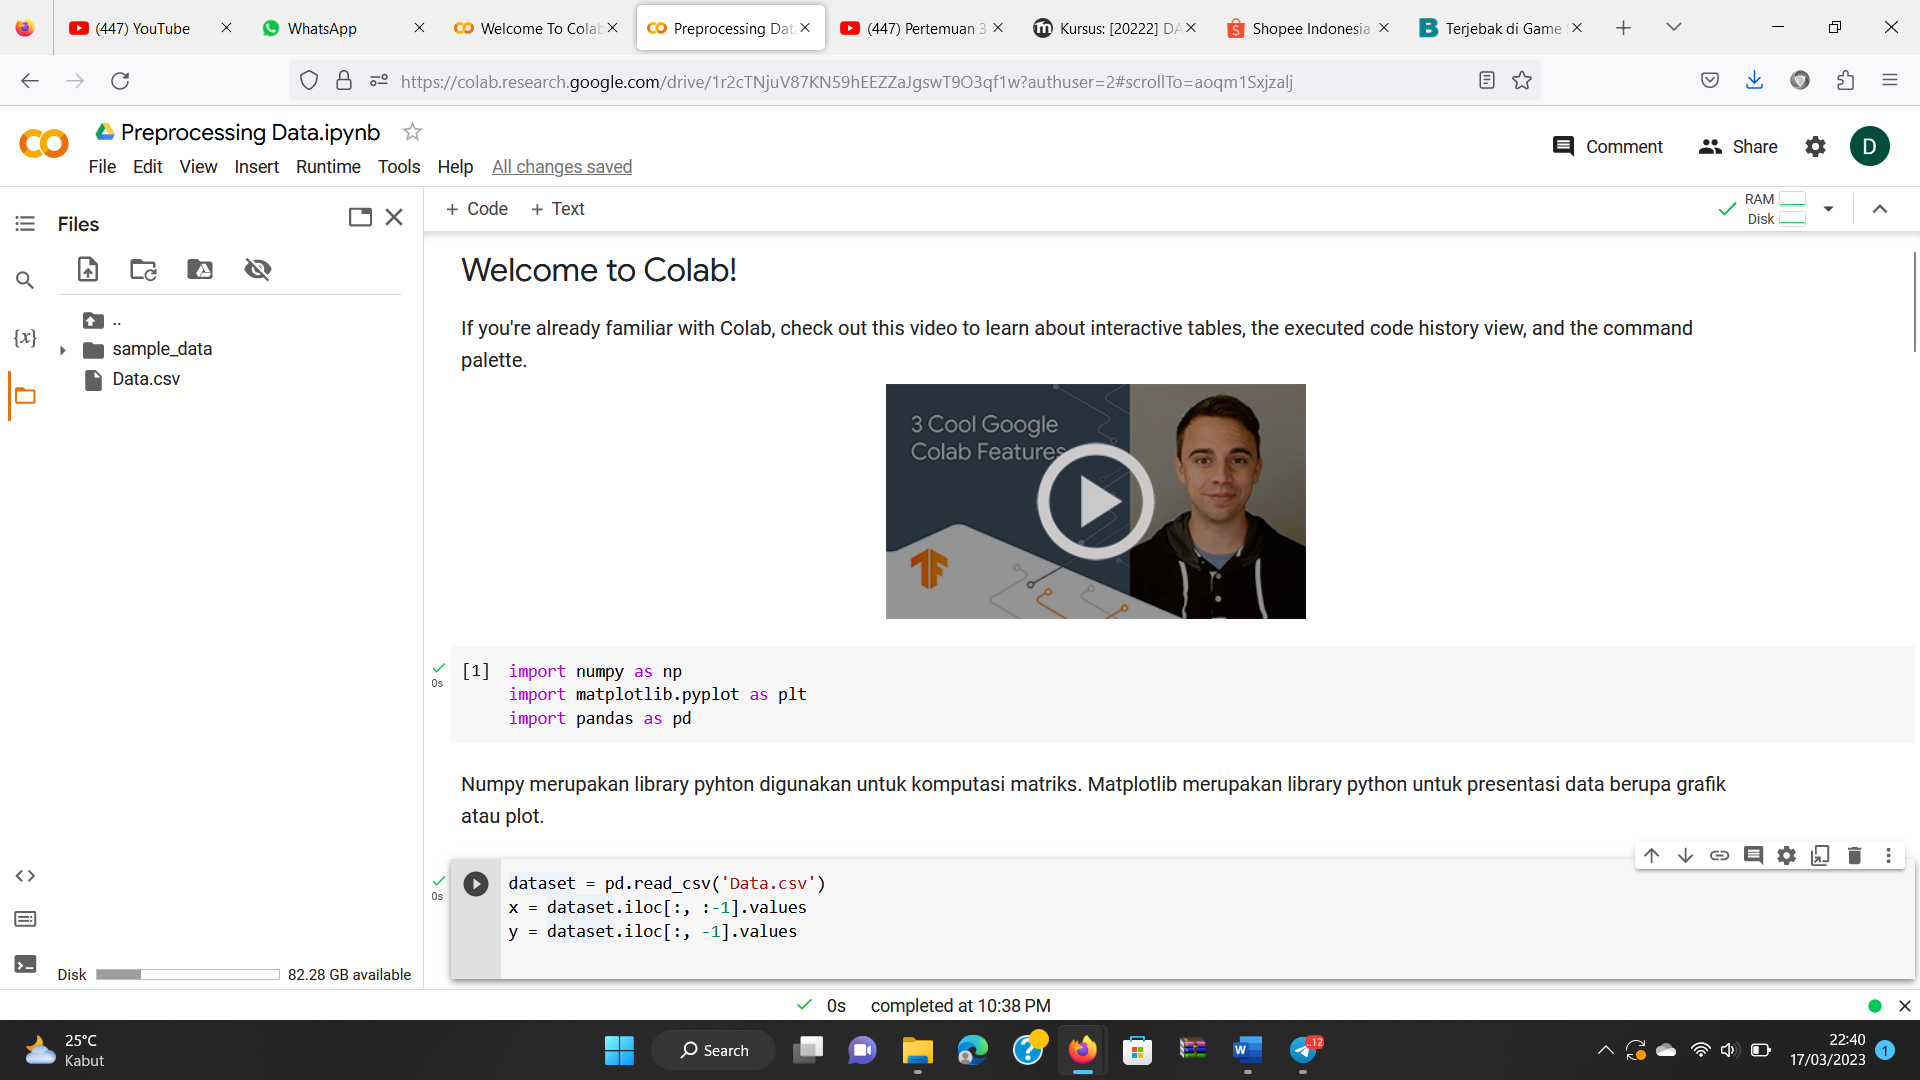 (447) YouTube
WhatsApp
Welcome To Colab
Preprocessing Dat
(447) Pertemuan 3
Kursus: [20222] DA
Shopee Indonesia
Terjebak di Game
https://colab.research.google.com/drive/1r2cTNjuV87KN59hEEZZaJgswT9O3qf1w?authuser=2#scrollTo=aoqm1Sxjzalj
Preprocessing Data.ipynb
File Edit View Insert Runtime Tools Help All changes saved
Comment
Share
D
Files
+ Code + Text
RAM
Disk
..
sample_data
Data.csv
{x}
Welcome to Colab!
If you're already familiar with Colab, check out this video to learn about interactive tables, the executed code history view, and the command
palette.
3 Cool Google
Colab Features
0s
[1]
import numpy as np
import matplotlib.pyplot as plt
import pandas as pd
Numpy merupakan library pyhton digunakan untuk komputasi matriks. Matplotlib merupakan library python untuk presentasi data berupa grafik
atau plot.
0s
dataset = pd.read_csv('Data.csv')
x = dataset.iloc[:, :-1].values
y = dataset.iloc[:, -1].values
Disk 82.28 GB available
0s completed at 10:38 PM
25°C
Kabut
Search
12
22:40
17/03/2023
1